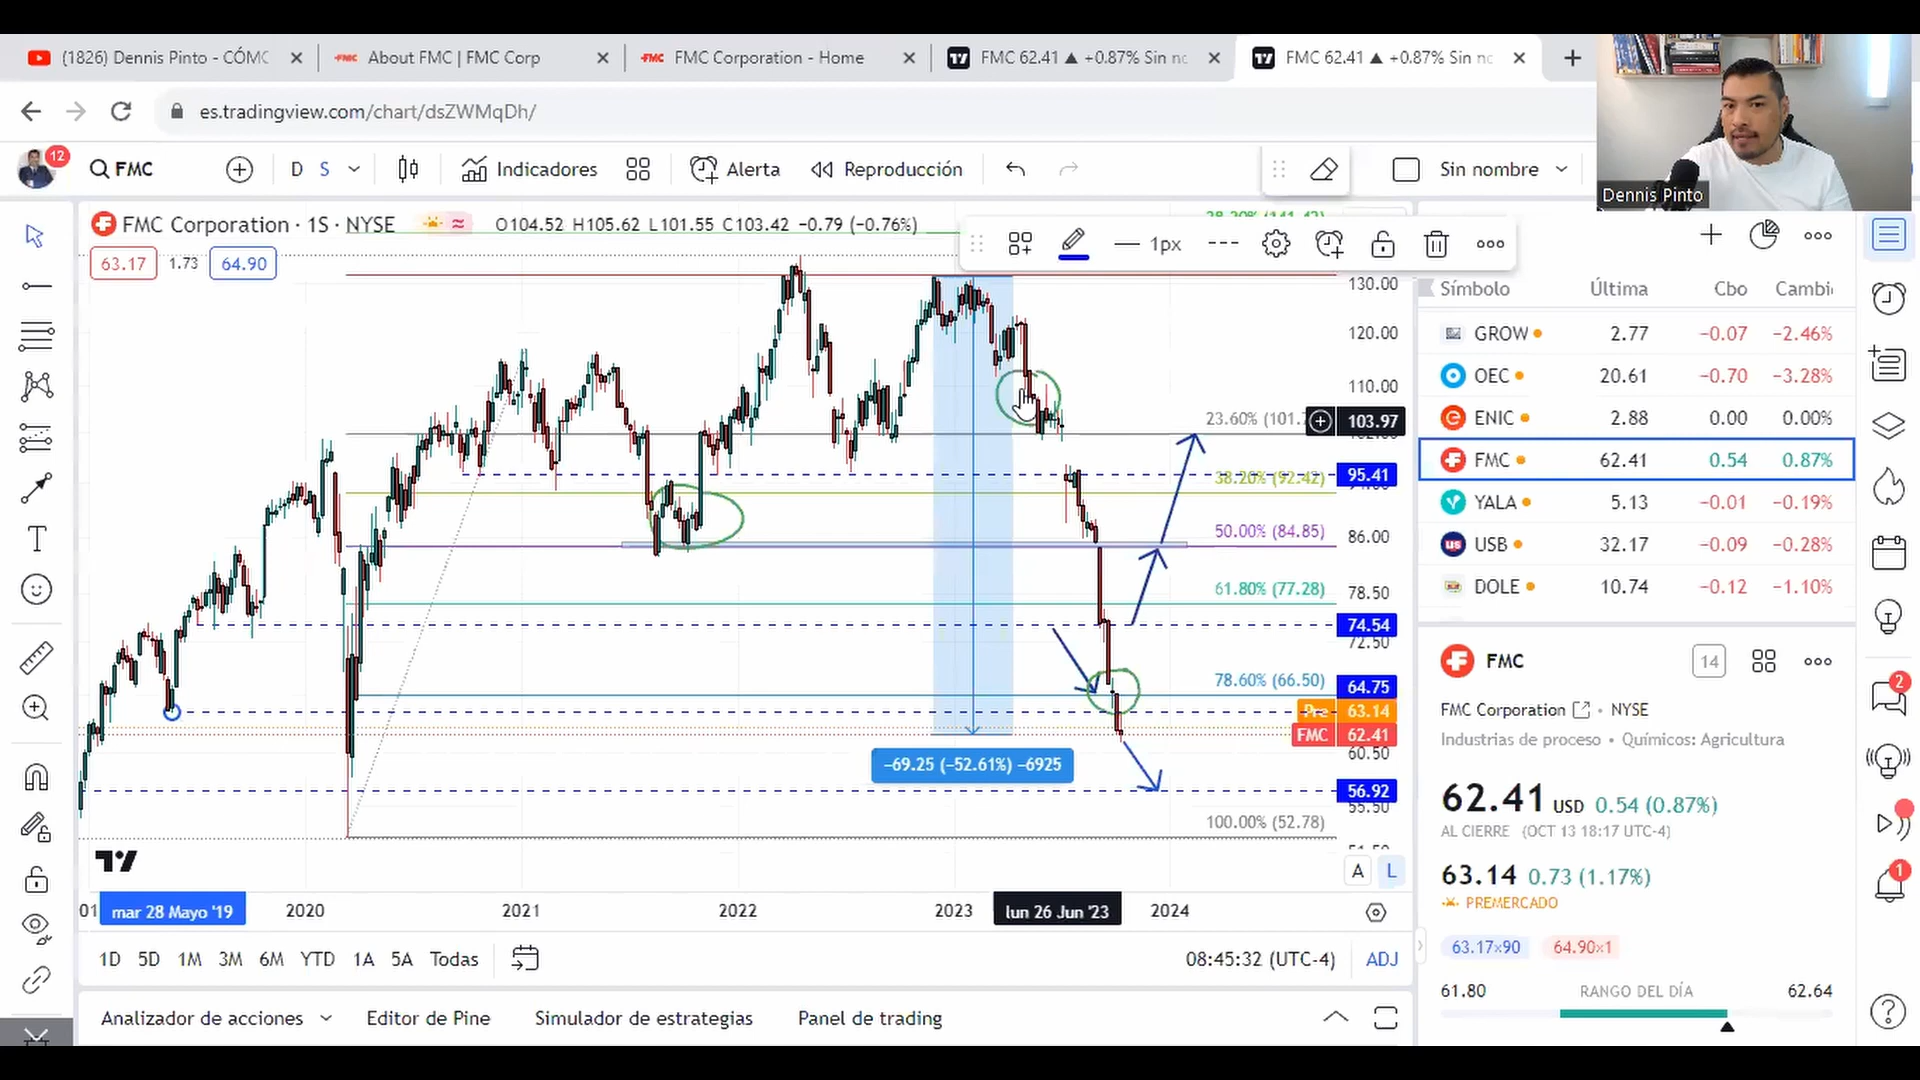 (1826) Dennis Pinto - CÓMC
About FMC | FMC Corp
FMC Corporation - Home
FMC 62.41 ▲ +0.87% Sin nc
FMC 62.41 ▲ +0.87% Sin nc
es.tradingview.com/chart/dsZWMqDh/
12
FMC
D S
Indicadores
Alerta
Reproducción
Sin nombre
Dennis Pinto
FMC Corporation · 1S · NYSE
O104.52 H105.62 L101.55 C103.42 −0.79 (−0.76%)
1px
63.17 1.73 64.90
130.00
120.00
110.00
23.60% (101.7
103.97
95.41
38.20% (92.42)
50.00% (84.85)
86.00
61.80% (77.28)
78.50
74.54
72.50
78.60% (66.50)
64.75
Pre 63.14
FMC 62.41
60.50
−69.25 (−52.61%) −6925
56.92
55.50
100.00% (52.78)
A L
mar 28 Mayo '19
2020
2021
2022
2023
lun 26 Jun '23
2024
1D 5D 1M 3M 6M YTD 1A 5A Todas
08:45:32 (UTC-4)
ADJ
Analizador de acciones
Editor de Pine
Simulador de estrategias
Panel de trading
Símbolo Última Cbo Cambi
GROW 2.77 −0.07 −2.46%
OEC 20.61 −0.70 −3.28%
ENIC 2.88 0.00 0.00%
FMC 62.41 0.54 0.87%
YALA 5.13 −0.01 −0.19%
USB 32.17 −0.09 −0.28%
DOLE 10.74 −0.12 −1.10%
FMC
14
FMC Corporation • NYSE
Industrias de proceso • Químicos: Agricultura
62.41 USD 0.54 (0.87%)
AL CIERRE (OCT 13 18:17 UTC-4)
63.14 0.73 (1.17%)
PREMERCADO
63.17×90 64.90×1
61.80 RANGO DEL DÍA 62.64
2
1